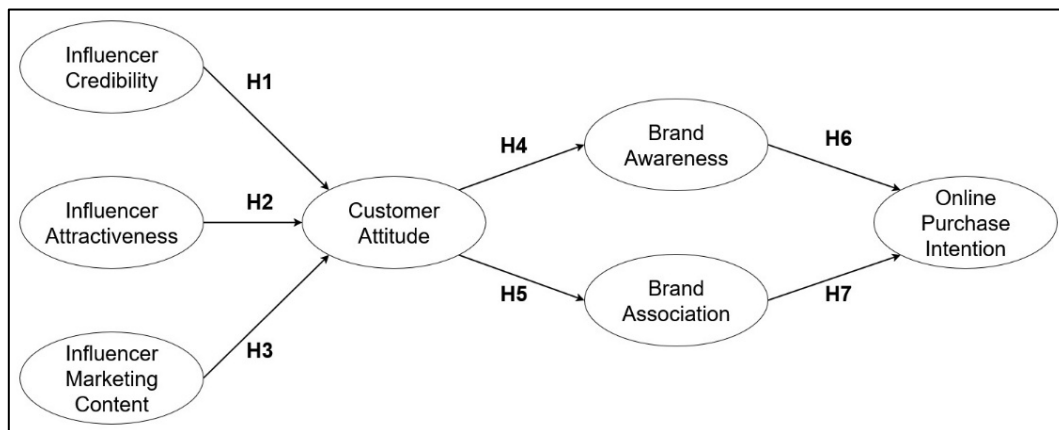 Influencer
Credibility
H1
Influencer
Attractiveness
H2
Influencer
Marketing
Content
H3
Customer
Attitude
H4
H5
Brand
Awareness
Brand
Association
H6
H7
Online
Purchase
Intention